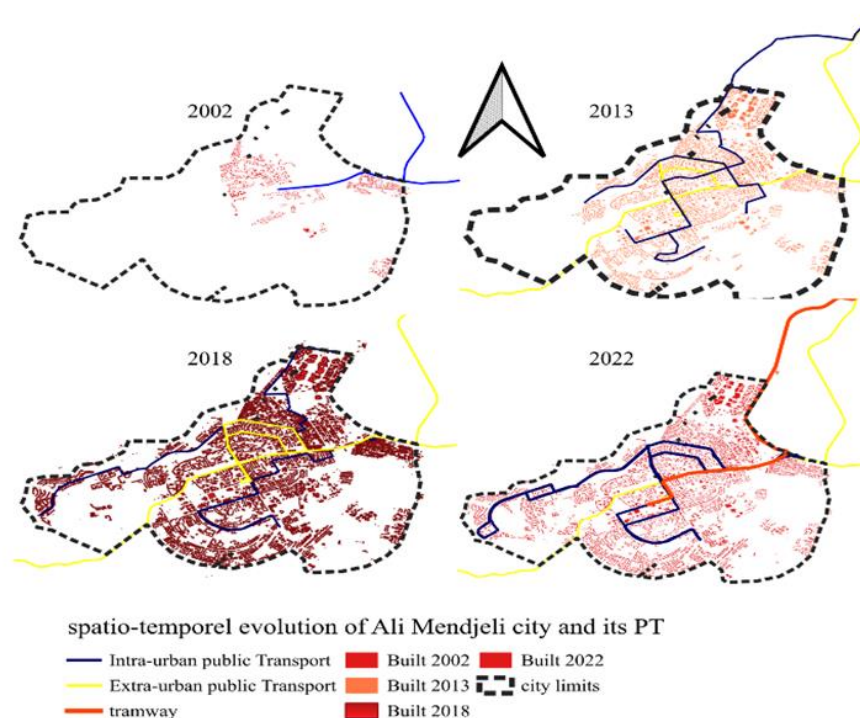 2002
2013
2018
2022
spatio-temporel evolution of Ali Mendjeli city and its PT
Intra-urban public Transport
Built 2002
Built 2022
Extra-urban public Transport
Built 2013
city limits
tramway
Built 2018